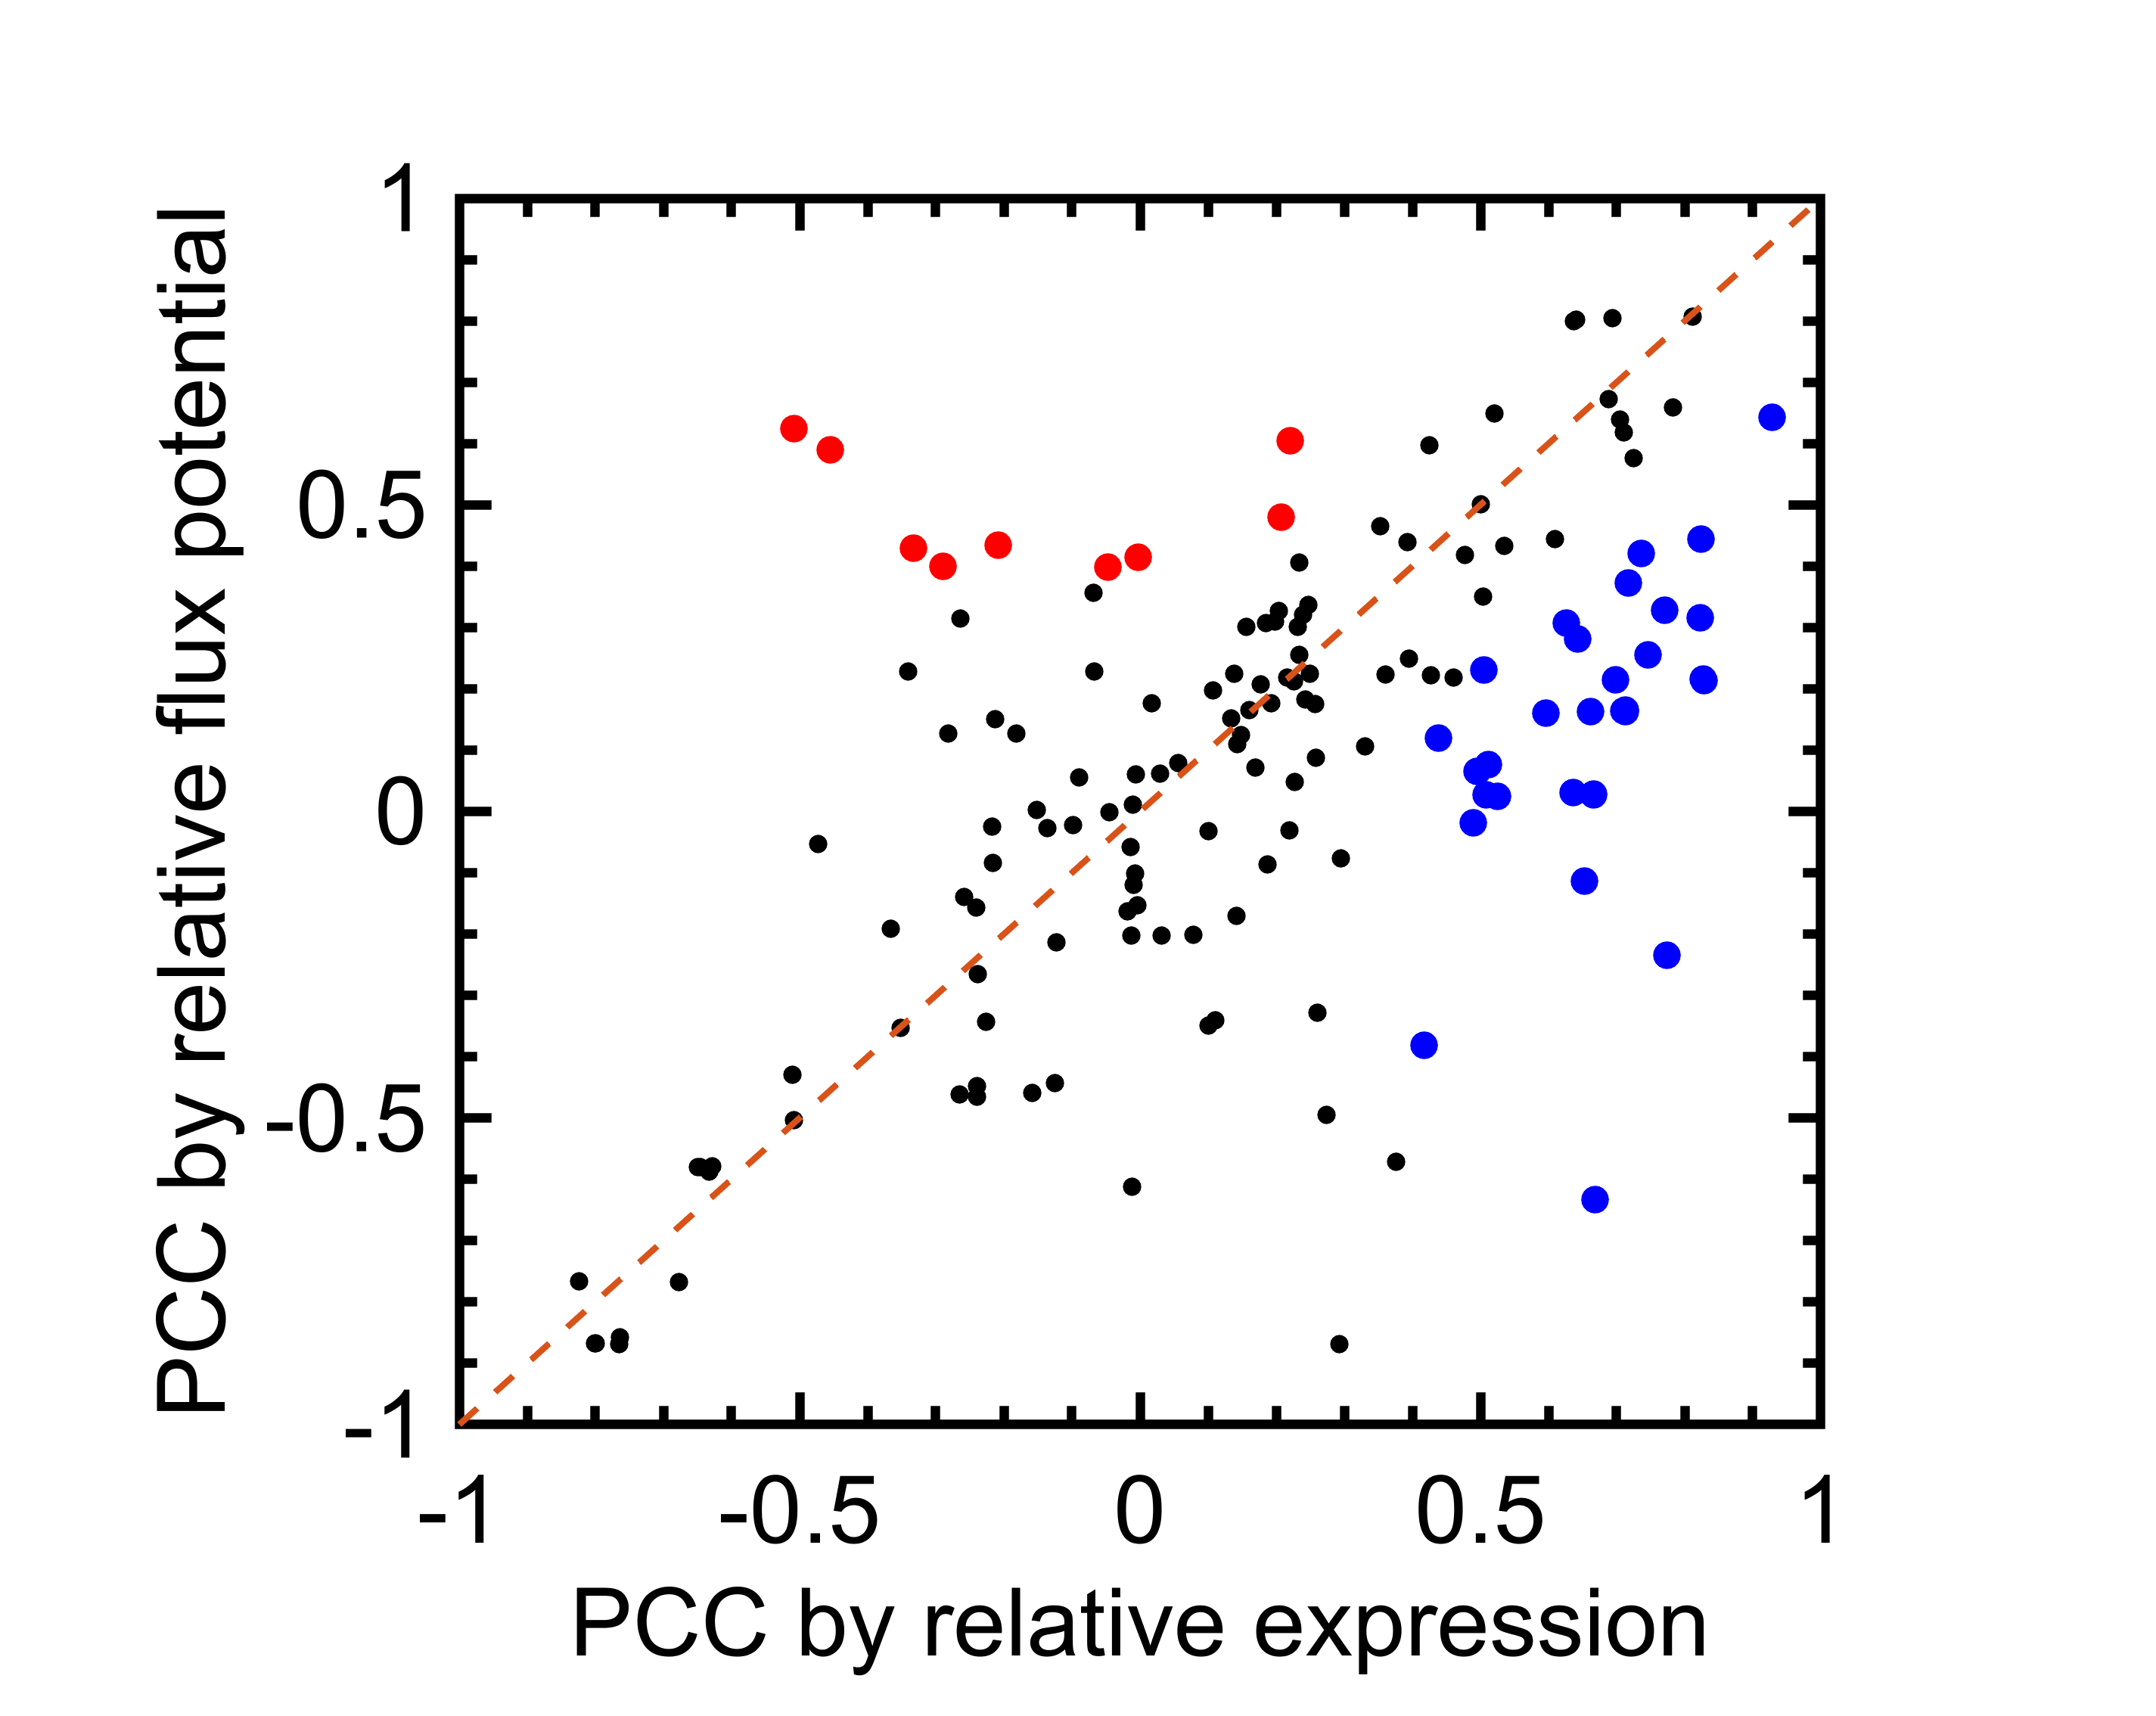 PCC by relative flux potential
1
0.5
0
-0.5
-1
-1 -0.5 0 0.5 1
PCC by relative expression